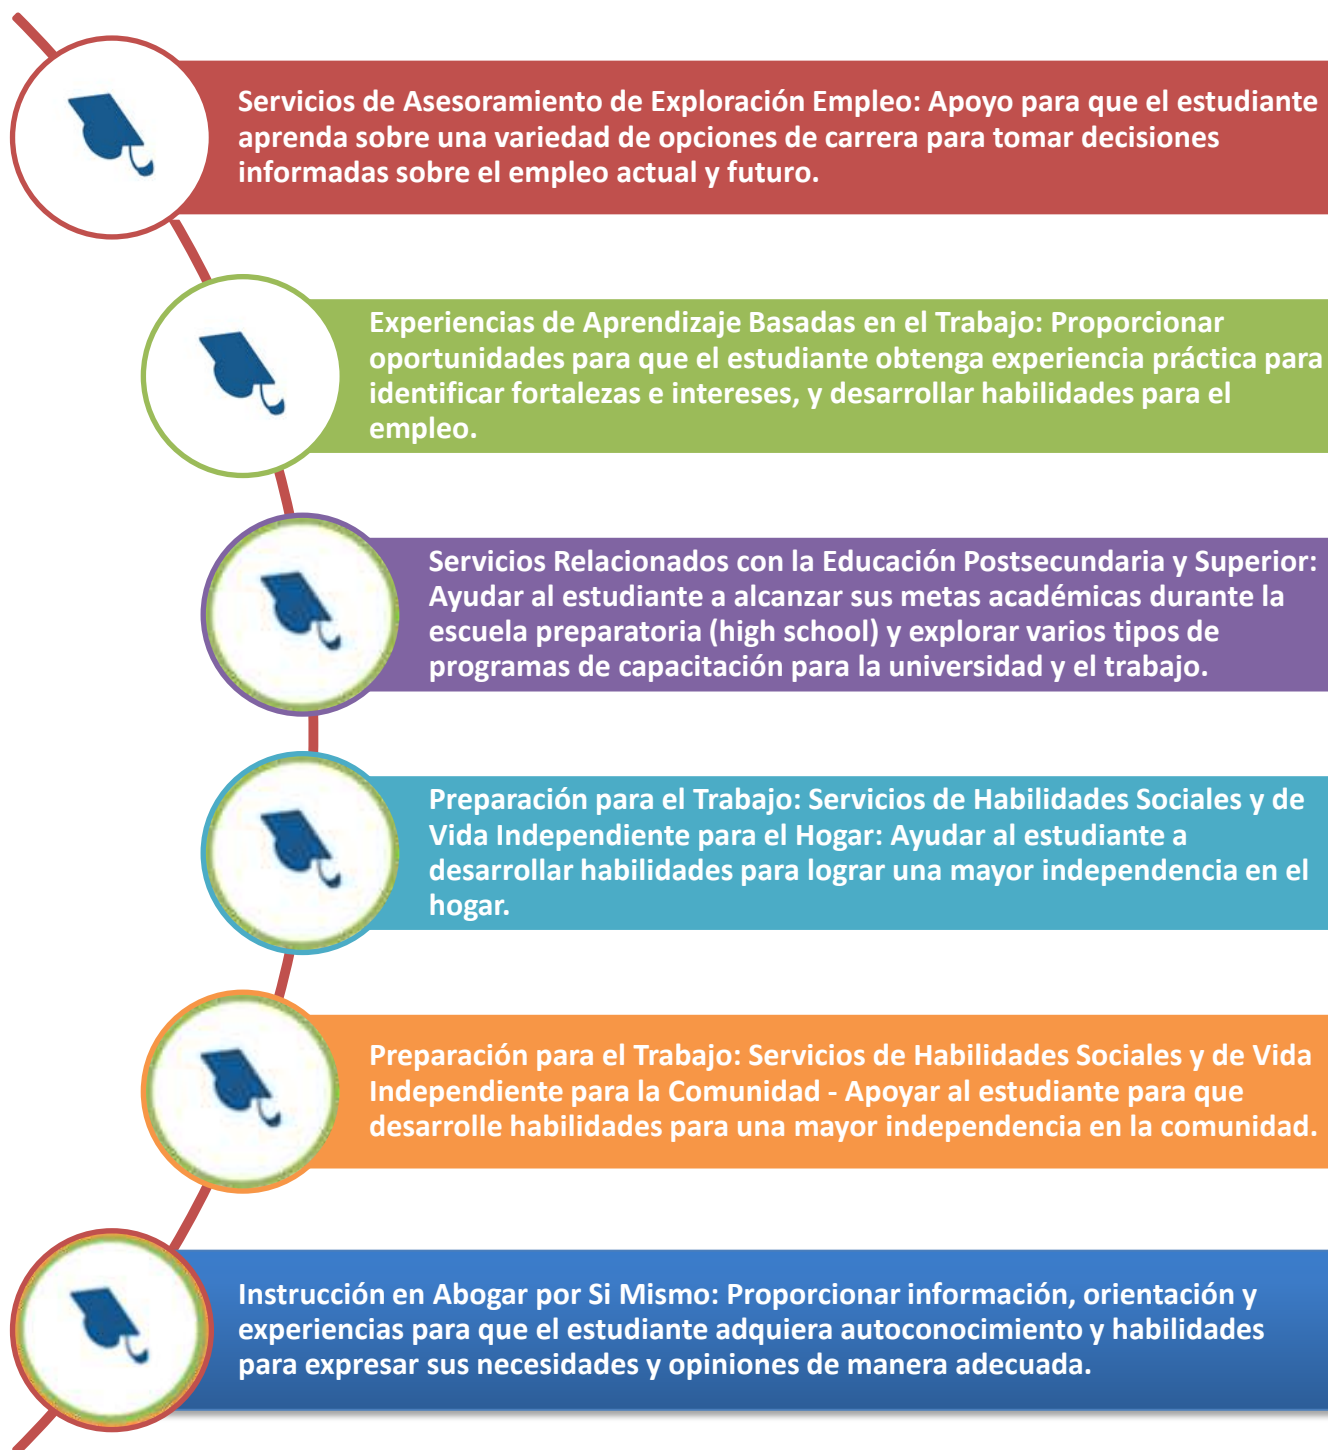 Servicios de Asesoramiento de Exploración Empleo: Apoyo para que el estudiante
aprenda sobre una variedad de opciones de carrera para tomar decisiones
informadas sobre el empleo actual y futuro.
Experiencias de Aprendizaje Basadas en el Trabajo: Proporcionar
oportunidades para que el estudiante obtenga experiencia práctica para
identificar fortalezas e intereses, y desarrollar habilidades para el
empleo.
Servicios Relacionados con la Educación Postsecundaria y Superior:
Ayudar al estudiante a alcanzar sus metas académicas durante la
escuela preparatoria (high school) y explorar varios tipos de
programas de capacitación para la universidad y el trabajo.
Preparación para el Trabajo: Servicios de Habilidades Sociales y de
Vida Independiente para el Hogar: Ayudar al estudiante a
desarrollar habilidades para lograr una mayor independencia en el
hogar.
Preparación para el Trabajo: Servicios de Habilidades Sociales y de Vida
Independiente para la Comunidad - Apoyar al estudiante para que
desarrolle habilidades para una mayor independencia en la comunidad.
Instrucción en Abogar por Si Mismo: Proporcionar información, orientación y
experiencias para que el estudiante adquiera autoconocimiento y habilidades
para expresar sus necesidades y opiniones de manera adecuada.